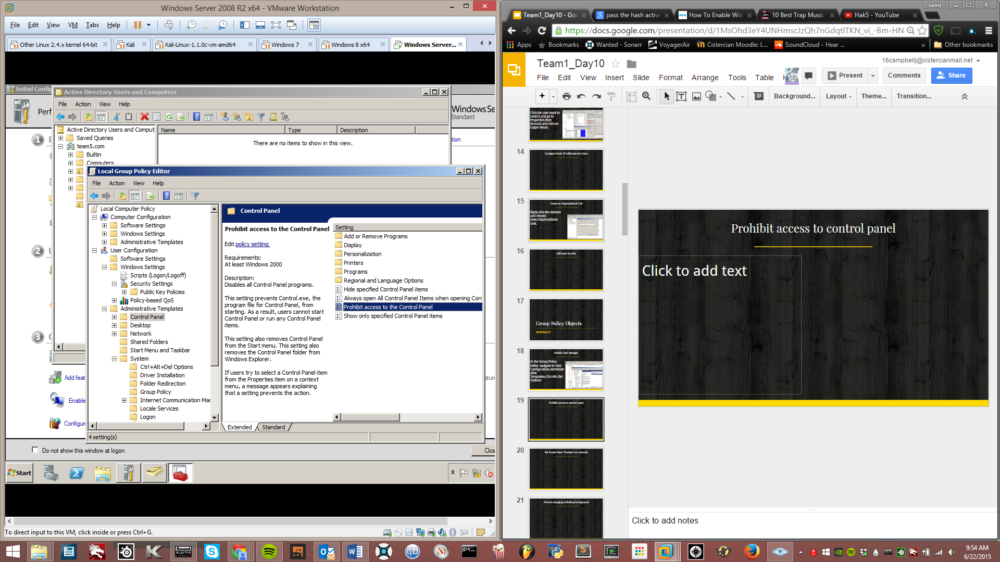 Windows Server 2008 R2 x64 - VMware Workstation
File Edit View VM Tabs Help
Other Linux 2.4.x kernel 64-bit
Kali
Kali-Linux-1.1.0c-vm-amd64
Windows 7
Windows 8 x64
Windows Server...
Initial Config
Active Directory Users and Computers
File Action View Help
Perf
Windows Se
Standard
Active Directory Users and Comput
Saved Queries
team5.com
Builtin
Computers
Name Type Description
There are no items to show in this view.
tion
1
2
3
Local Group Policy Editor
File Action View Help
Local Computer Policy
Computer Configuration
Software Settings
Windows Settings
Administrative Templates
User Configuration
Software Settings
Windows Settings
Scripts (Logon/Logoff)
Security Settings
Public Key Policies
Policy-based QoS
Administrative Templates
Control Panel
Desktop
Network
Shared Folders
Start Menu and Taskbar
System
Ctrl+Alt+Del Options
Driver Installation
Folder Redirection
Group Policy
Internet Communication Mar
Locale Services
Logon
Control Panel
Prohibit access to the Control Panel
Edit policy setting
Requirements:
At least Windows 2000
Description:
Disables all Control Panel programs.
This setting prevents Control.exe, the
program file for Control Panel, from
starting. As a result, users cannot start
Control Panel or run any Control Panel
items.
This setting also removes Control Panel
from the Start menu. This setting also
removes the Control Panel folder from
Windows Explorer.
If users try to select a Control Panel item
from the Properties item on a context
menu, a message appears explaining
that a setting prevents the action.
Setting
Add or Remove Programs
Display
Personalization
Printers
Programs
Regional and Language Options
Hide specified Control Panel items
Always open All Control Panel Items when opening Cont
Prohibit access to the Control Panel
Show only specified Control Panel items
Extended Standard
4 setting(s)
Add feat
Enable
Configure
Do not show this window at logon
Clos
Start
To direct input to this VM, click inside or press Ctrl+G.
Jared
Team1_Day10 - Goo
pass the hash active
How To Enable Win
10 Best Trap Music
Hak5 - YouTube
https://docs.google.com/presentation/d/1MsOhd3eY4UNHmscJzQh7nGdqtlTKN_vi_-Bm-HN
Apps Bookmarks Wanted - Sonarr VoyagerAir Cistercian Moodle: L... SoundCloud - Hear ... » Other bookmarks
Team1_Day10
16campbellj@cistercianmail.net
File Edit View Insert Slide Format Arrange Tools Table Help
Present Comments Share
Background... Layout Theme... Transition...
Click the user want to
restrict and go to
Properties then
Account and click on
Logon Hours.
14
Configure Static IP Addresses for Users
15
Create an Organizational Unit
Right-click the domain
and choose
new>Organizational
Unit.
16
Add users to units
17
Group Policy Objects
Marketing OU
18
Disable Task Manager
In the Group Policy
Editor navigate to User
Configuration>Administr
ative
Templates>Ctrl+Alt+Del
Options
19
Prohibit access to control panel
20
Set Screen Saver Timeout=100 seconds
21
Prevent changing of desktop background
Prohibit access to control panel
Click to add text
Click to add notes
9:54 AM
6/22/2015